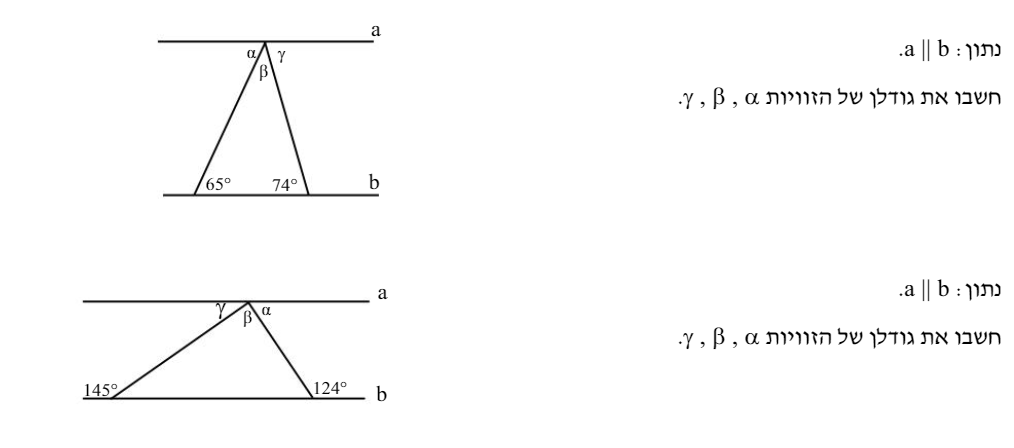 נתון: a || b.
חשבו את גודלן של הזוויות α , β , γ.
a
α γ
β
65° 74° b
נתון: a || b.
חשבו את גודלן של הזוויות α , β , γ.
a
γ β α
145° 124° b